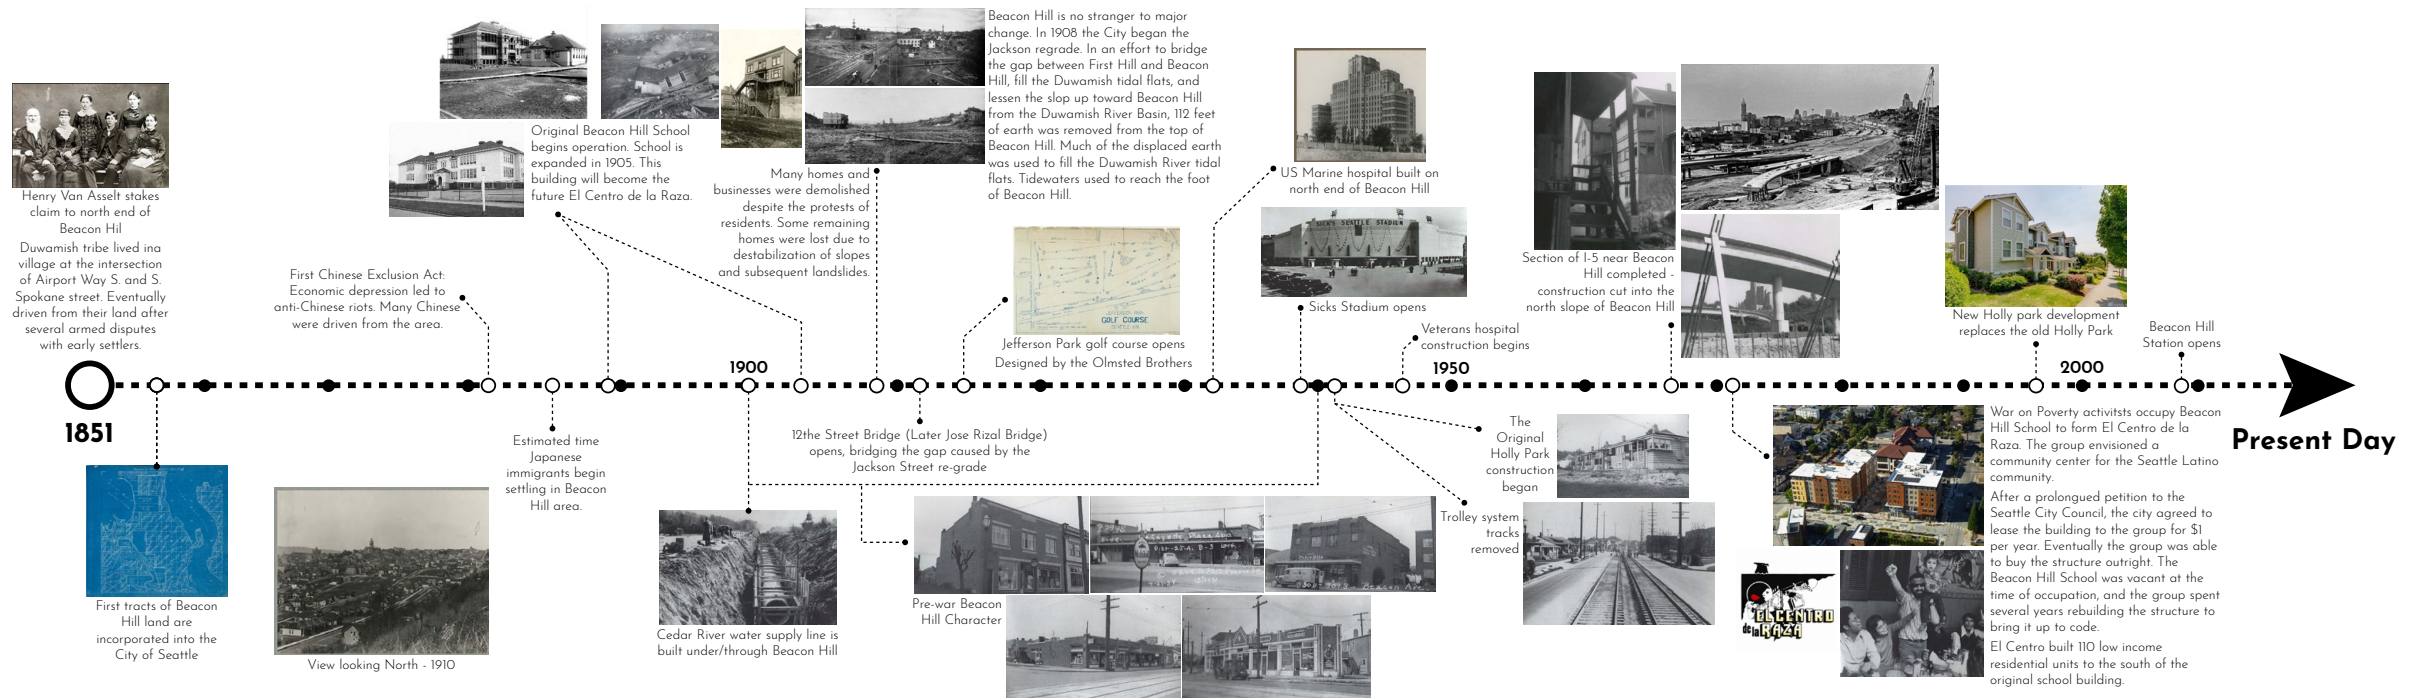 Henry Van Asselt stakes
claim to north end of
Beacon Hil
Duwamish tribe lived ina
village at the intersection
of Airport Way S. and S.
Spokane street. Eventually
driven from their land after
several armed disputes
with early settlers.
1851
First tracts of Beacon
Hill land are
incorporated into the
City of Seattle
View looking North - 1910
First Chinese Exclusion Act:
Economic depression led to
anti-Chinese riots. Many Chinese
were driven from the area.
Estimated time
Japanese
immigrants begin
settling in Beacon
Hill area.
Original Beacon Hill School
begins operation. School is
expanded in 1905. This
building will become the
future El Centro de la Raza.
1900
Cedar River water supply line is
built under/through Beacon Hill
Many homes and
businesses were demolished
despite the protests of
residents. Some remaining
homes were lost due to
destabilization of slopes
and subsequent landslides.
Beacon Hill is no stranger to major
change. In 1908 the City began the
Jackson regrade. In an effort to bridge
the gap between First Hill and Beacon
Hill, fill the Duwamish tidal flats, and
lessen the slop up toward Beacon Hill
from the Duwamish River Basin, 112 feet
of earth was removed from the top of
Beacon Hill. Much of the displaced earth
was used to fill the Duwamish River tidal
flats. Tidewaters used to reach the foot
of Beacon Hill.
12the Street Bridge (Later Jose Rizal Bridge)
opens, bridging the gap caused by the
Jackson Street re-grade
GOLF COURSE
Jefferson Park golf course opens
Designed by the Olmsted Brothers
Pre-war Beacon
Hill Character
US Marine hospital built on
north end of Beacon Hill
SICK'S SEATTLE STADIUM
Sicks Stadium opens
Veterans hospital
construction begins
1950
The
Original
Holly Park
construction
began
Trolley system
tracks
removed
Section of I-5 near Beacon
Hill completed -
construction cut into the
north slope of Beacon Hill
War on Poverty activitsts occupy Beacon
Hill School to form El Centro de la
Raza. The group envisioned a
community center for the Seattle Latino
community.
After a prolongued petition to the
Seattle City Council, the city agreed to
lease the building to the group for $1
per year. Eventually the group was able
to buy the structure outright. The
Beacon Hill School was vacant at the
time of occupation, and the group spent
several years rebuilding the structure to
bring it up to code.
El Centro built 110 low income
residential units to the south of the
original school building.
EL CENTRO
de la RAZA
New Holly park development
replaces the old Holly Park
2000
Beacon Hill
Station opens
Present Day